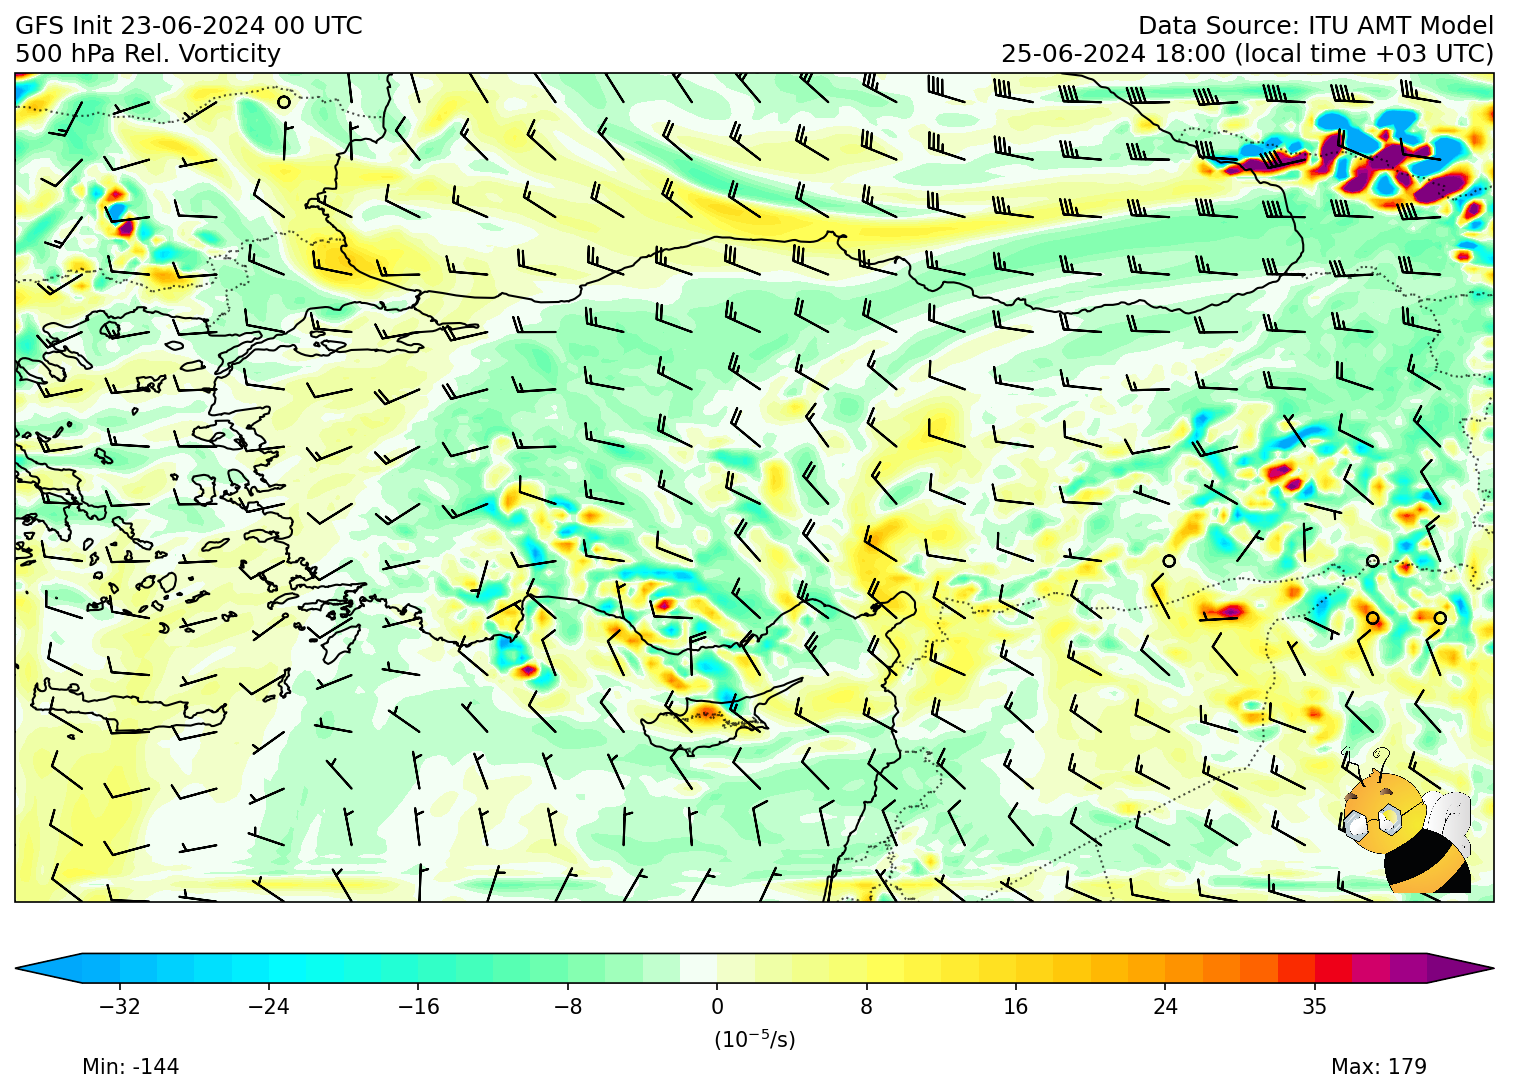 GFS Init 23-06-2024 00 UTC
500 hPa Rel. Vorticity
Data Source: ITU AMT Model
25-06-2024 18:00 (local time +03 UTC)
−32 −24 −16 −8 0 8 16 24 35
(10⁻⁵/s)
Min: -144
Max: 179